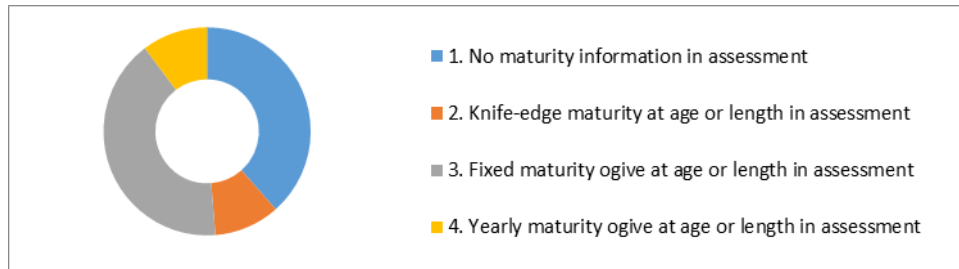 1. No maturity information in assessment
2. Knife-edge maturity at age or length in assessment
3. Fixed maturity ogive at age or length in assessment
4. Yearly maturity ogive at age or length in assessment